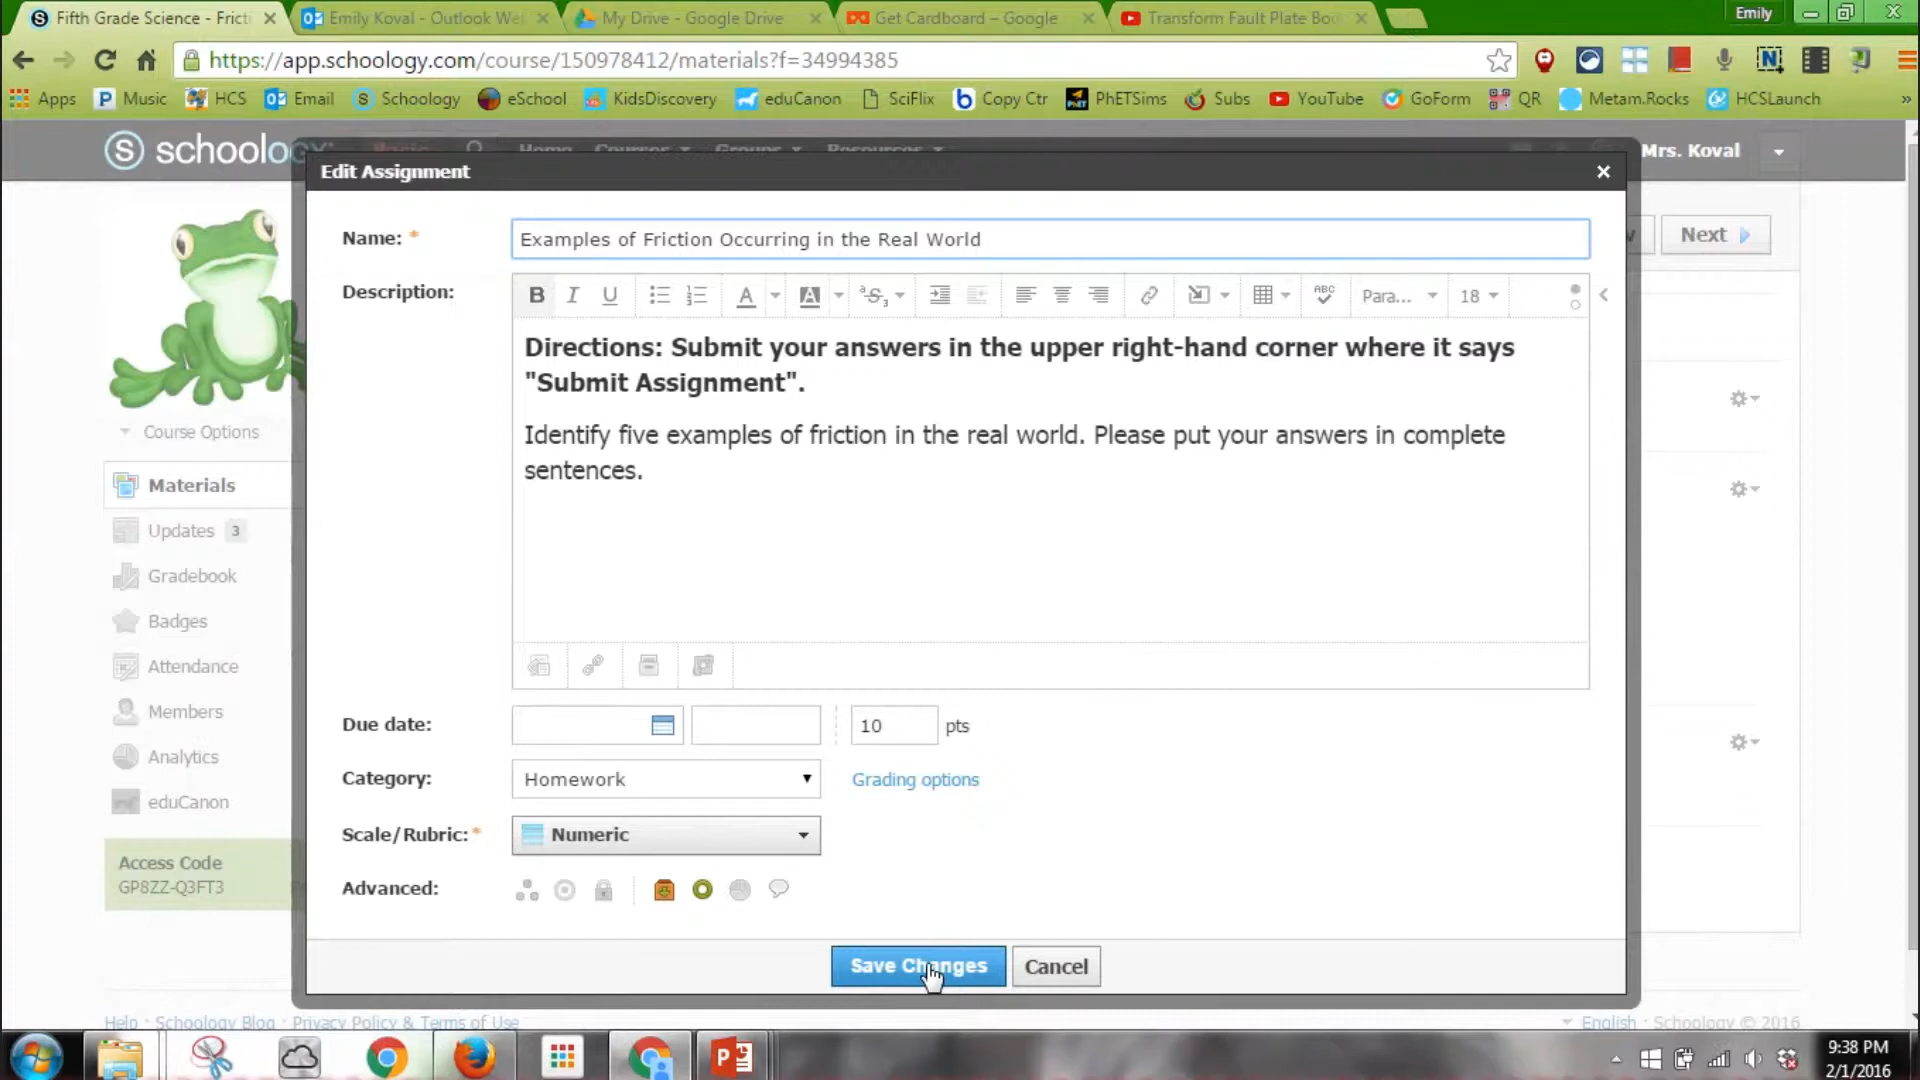 Fifth Grade Science - Fricti
Emily Koval - Outlook We
My Drive - Google Drive
Get Cardboard – Google
Transform Fault Plate Bou
Emily
https://app.schoology.com/course/150978412/materials?f=34994385
Apps
Music
HCS
Email
Schoology
eSchool
KidsDiscovery
eduCanon
SciFlix
Copy Ctr
PhETSims
Subs
YouTube
GoForm
QR
Metam.Rocks
HCSLaunch
»
schoology
Basic
Home
Courses
Groups
Resources
Mrs. Koval
Edit Assignment
Next
Name: *
Examples of Friction Occurring in the Real World
Description:
B I U
Para...
18
Directions: Submit your answers in the upper right-hand corner where it says
"Submit Assignment".
Identify five examples of friction in the real world. Please put your answers in complete
sentences.
Course Options
Materials
Updates 3
Gradebook
Badges
Attendance
Members
Analytics
eduCanon
Access Code
GP8ZZ-Q3FT3
Due date:
10 pts
Category:
Homework
Grading options
Scale/Rubric: *
Numeric
Advanced:
Save Changes
Cancel
Help · Schoology Blog · Privacy Policy & Terms of Use
English · Schoology © 2016
9:38 PM
2/1/2016